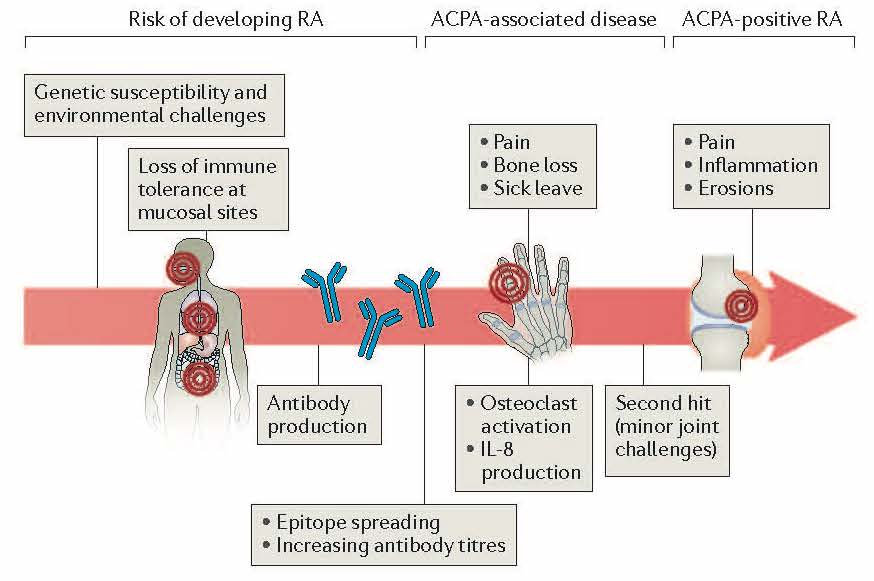 Risk of developing RA
ACPA-associated disease
ACPA-positive RA
Genetic susceptibility and
environmental challenges
Loss of immune
tolerance at
mucosal sites
• Pain
• Bone loss
• Sick leave
• Pain
• Inflammation
• Erosions
Antibody
production
• Osteoclast
activation
• IL-8
production
Second hit
(minor joint
challenges)
• Epitope spreading
• Increasing antibody titres